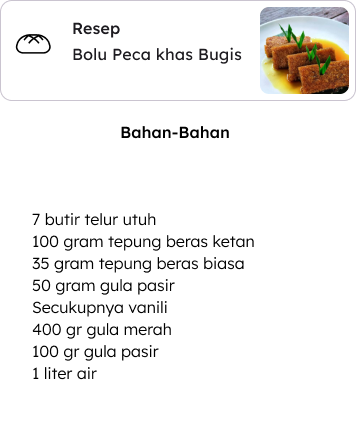 Resep
Bolu Peca khas Bugis
Bahan-Bahan
7 butir telur utuh
100 gram tepung beras ketan
35 gram tepung beras biasa
50 gram gula pasir
Secukupnya vanili
400 gr gula merah
100 gr gula pasir
1 liter air